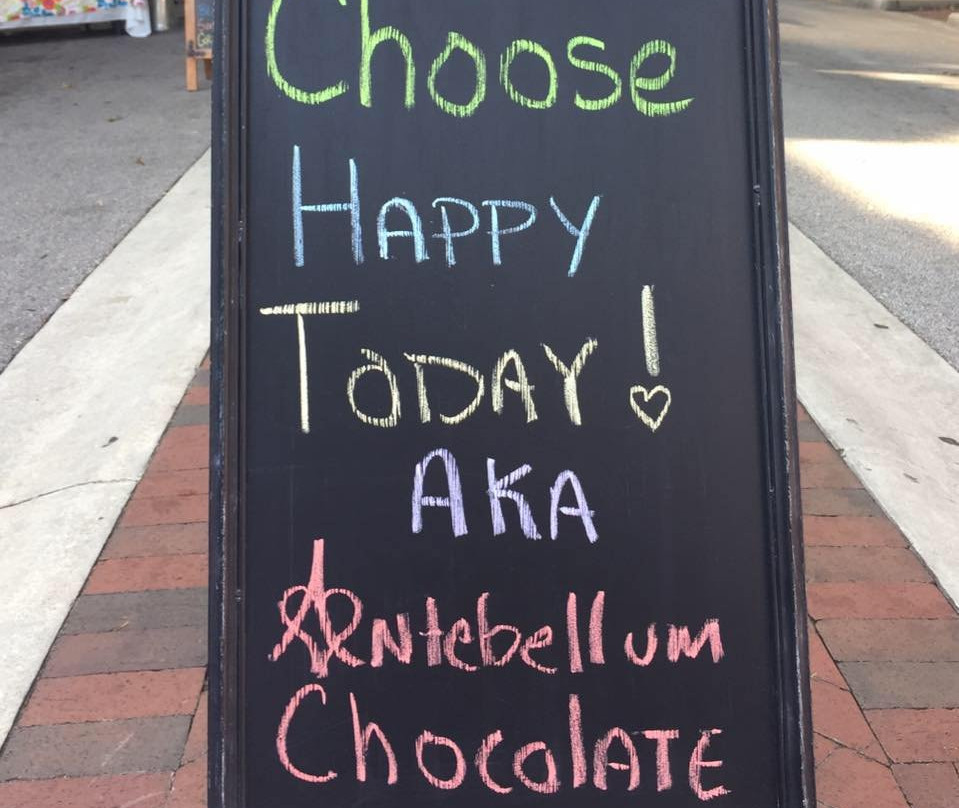 Choose
HAPPY
TODAY!
AKA
Antebellum
ChocolATE